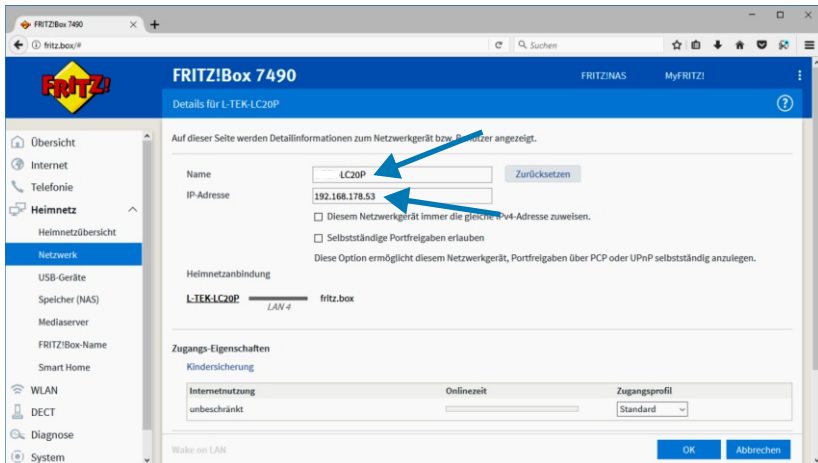 FRITZ!Box 7490
fritz.box/#
Suchen
FRITZ!
FRITZ!Box 7490
FRITZ!NAS
MyFRITZ!
Details für L-TEK-LC20P
Übersicht
Internet
Telefonie
Heimnetz
Heimnetzübersicht
Netzwerk
USB-Geräte
Speicher (NAS)
Mediaserver
FRITZ!Box-Name
Smart Home
WLAN
DECT
Diagnose
System
Auf dieser Seite werden Detailinformationen zum Netzwerkgerät bzw. Benutzer angezeigt.
Name
-LC20P
Zurücksetzen
IP-Adresse
192.168.178.53
Diesem Netzwerkgerät immer die gleiche IPv4-Adresse zuweisen.
Selbstständige Portfreigaben erlauben
Diese Option ermöglicht diesem Netzwerkgerät, Portfreigaben über PCP oder UPnP selbstständig anzulegen.
Heimnetzanbindung
L-TEK-LC20P
LAN 4
fritz.box
Zugangs-Eigenschaften
Kindersicherung
Internetnutzung Onlinezeit Zugangsprofil
unbeschränkt Standard
Wake on LAN
OK
Abbrechen